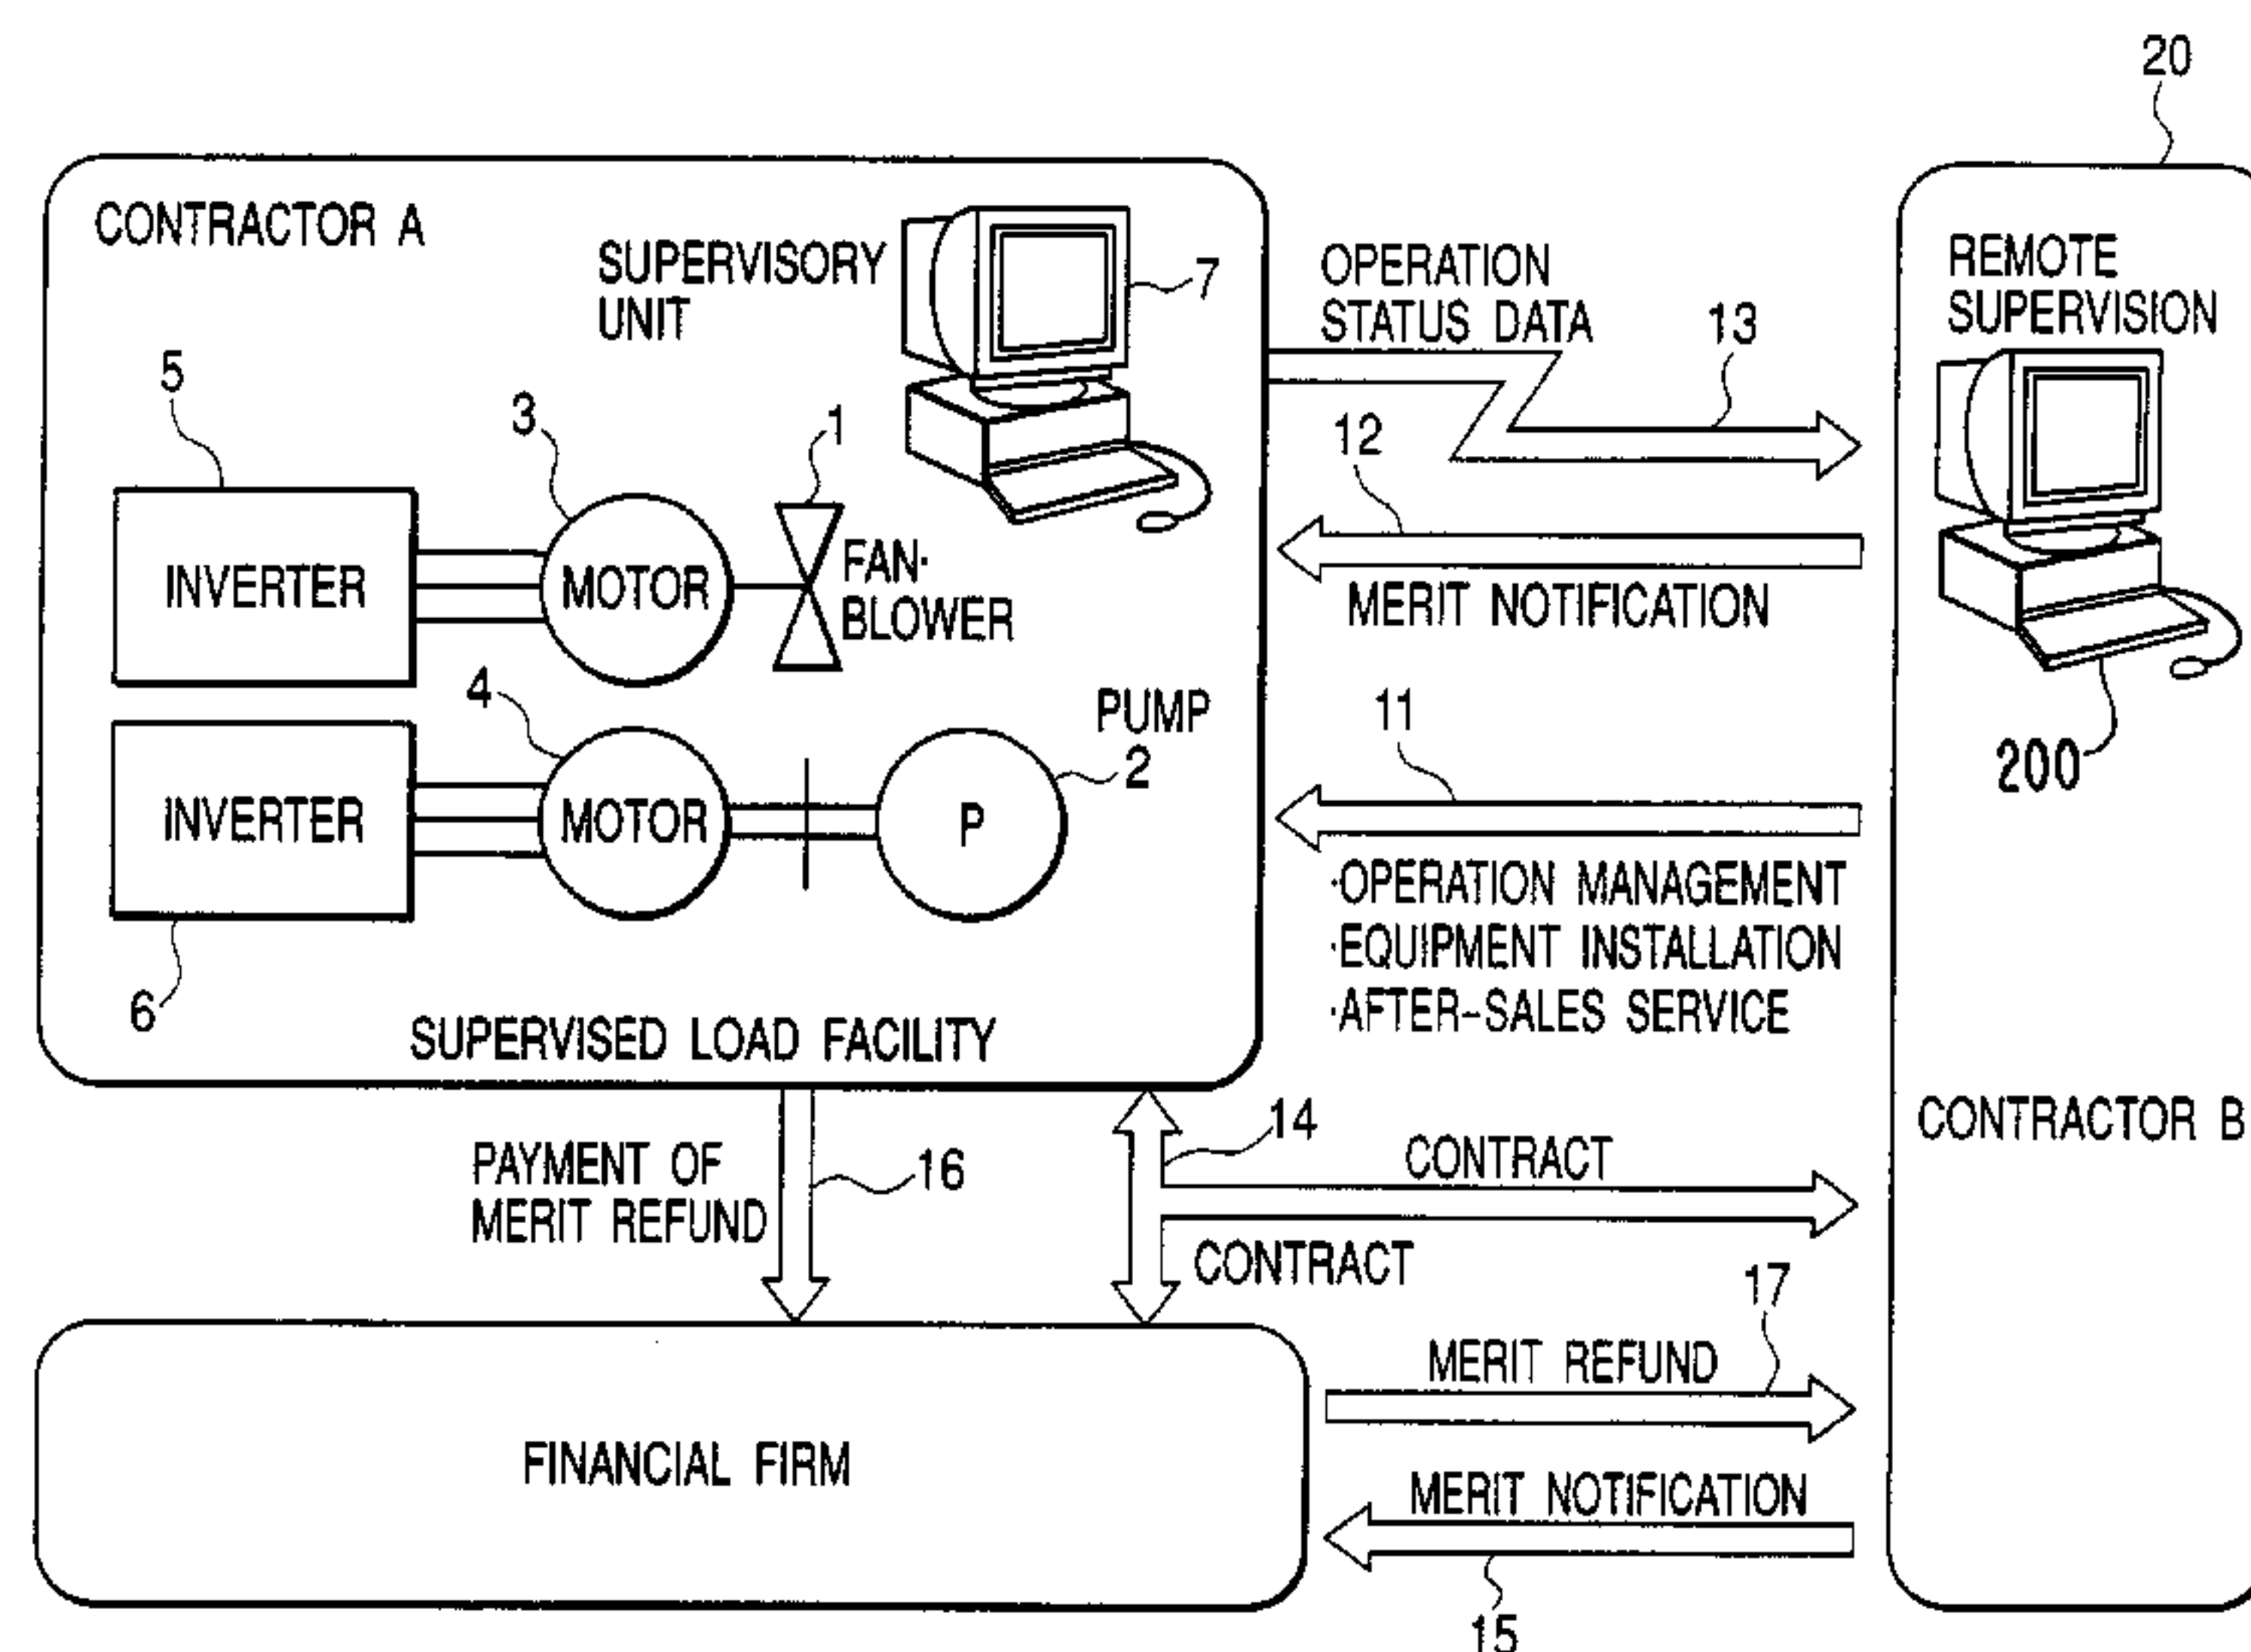 20
CONTRACTOR A
SUPERVISORY
UNIT
7
5
3
1
INVERTER
MOTOR
FAN·
BLOWER
4
PUMP
2
INVERTER
MOTOR
P
6
SUPERVISED LOAD FACILITY
OPERATION
STATUS DATA
13
12
MERIT NOTIFICATION
11
·OPERATION MANAGEMENT
·EQUIPMENT INSTALLATION
·AFTER-SALES SERVICE
REMOTE
SUPERVISION
200
CONTRACTOR B
PAYMENT OF
MERIT REFUND
16
14
CONTRACT
CONTRACT
17
MERIT REFUND
FINANCIAL FIRM
MERIT NOTIFICATION
15